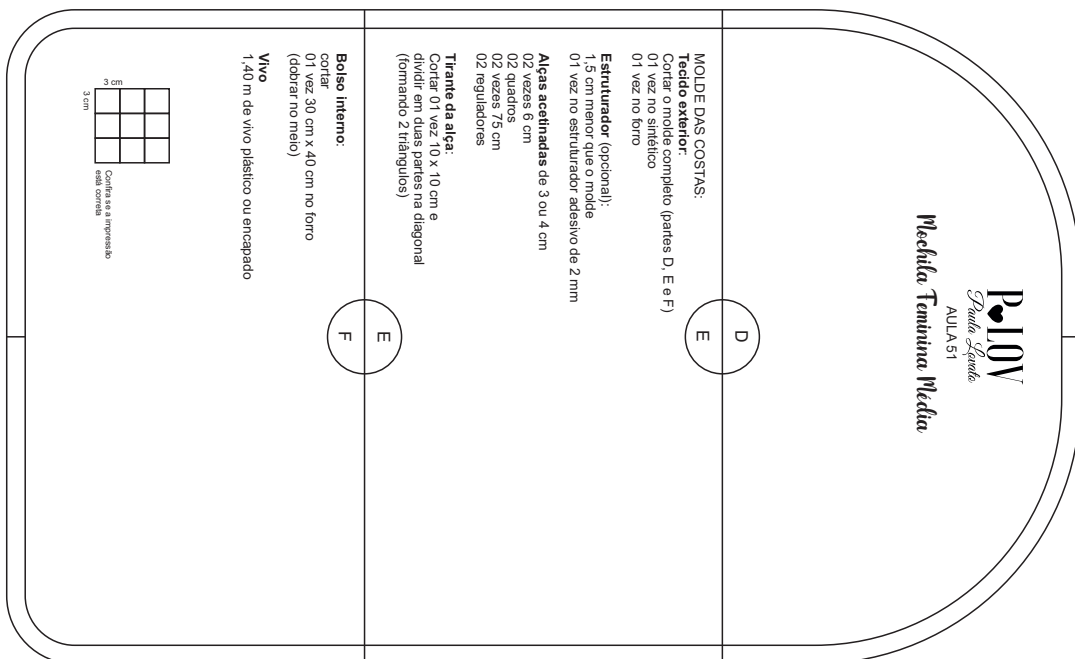 P♥LOV
Paula Lovato
AULA 51
Mochila Feminina Média
MOLDE DAS COSTAS:
Tecido exterior:
Cortar o molde completo (partes D, E e F)
01 vez no sintético
01 vez no forro
Estruturador (opcional):
1,5 cm menor que o molde
01 vez no estruturador adesivo de 2 mm
Alças acetinadas de 3 ou 4 cm
02 vezes 6 cm
02 quadros
02 vezes 75 cm
02 reguladores
Tirante da alça:
Cortar 01 vez 10 x 10 cm e
dividir em duas partes na diagonal
(formando 2 triângulos)
Bolso interno:
cortar
01 vez 30 cm x 40 cm no forro
(dobrar no meio)
Vivo
1,40 m de vivo plástico ou encapado
D
E
E
F
3 cm
3 cm
Confira se a impressão
está correta